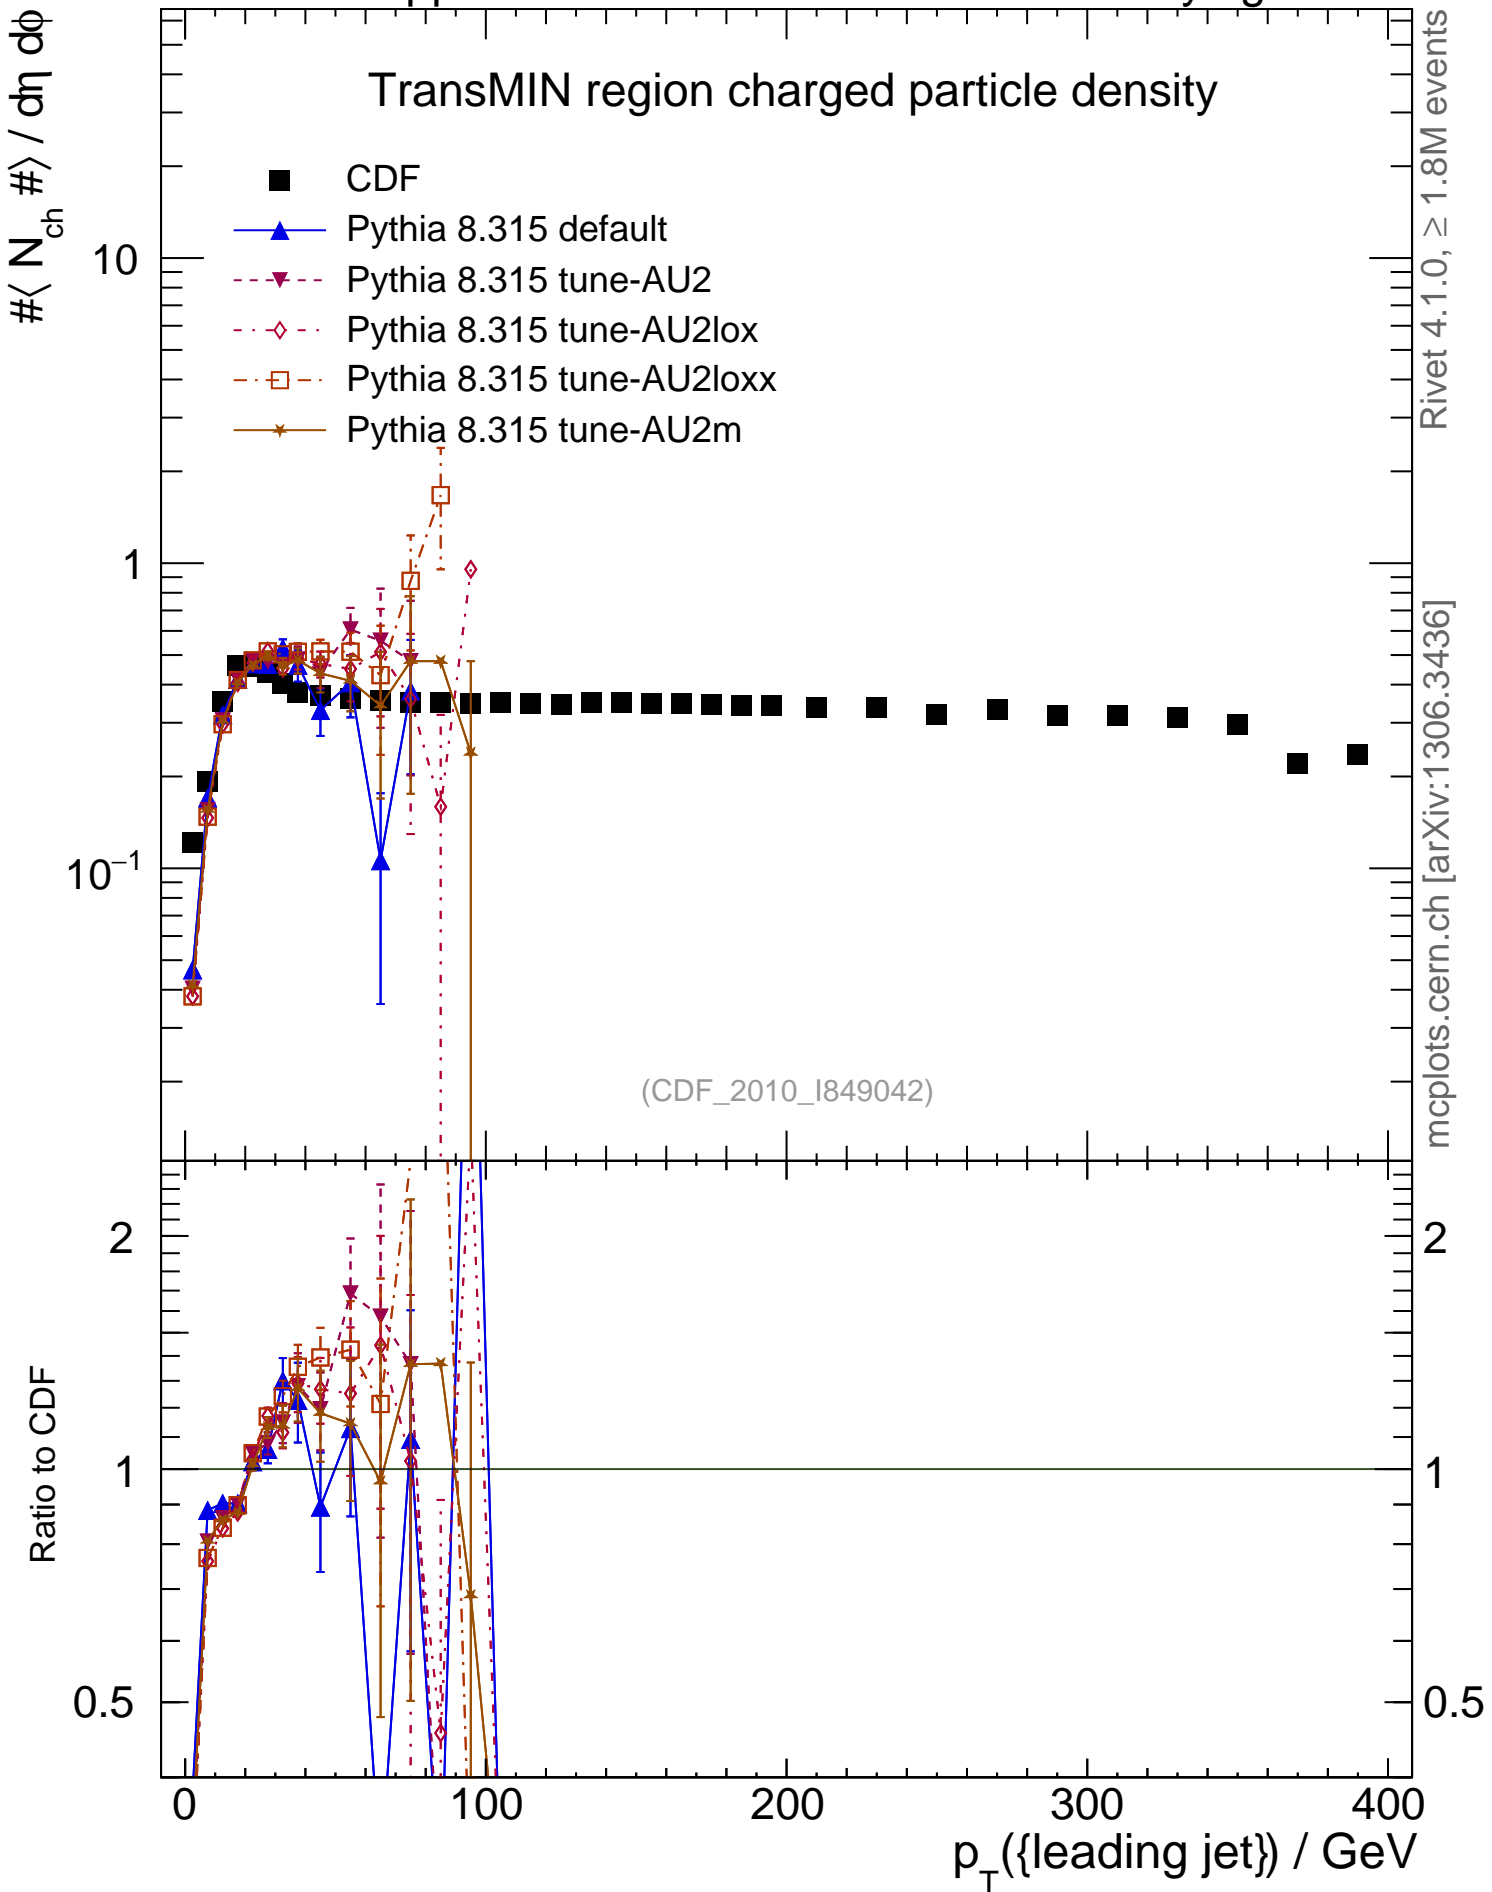 #⟨ N_ch #⟩ / dη dϕ
TransMIN region charged particle density
CDF
Pythia 8.315 default
Pythia 8.315 tune-AU2
Pythia 8.315 tune-AU2lox
Pythia 8.315 tune-AU2loxx
Pythia 8.315 tune-AU2m
10
1
10⁻¹
(CDF_2010_I849042)
Rivet 4.1.0, ≥ 1.8M events
mcplots.cern.ch [arXiv:1306.3436]
Ratio to CDF
2
1
0.5
2
1
0.5
0
100
200
300
400
p_T({leading jet}) / GeV